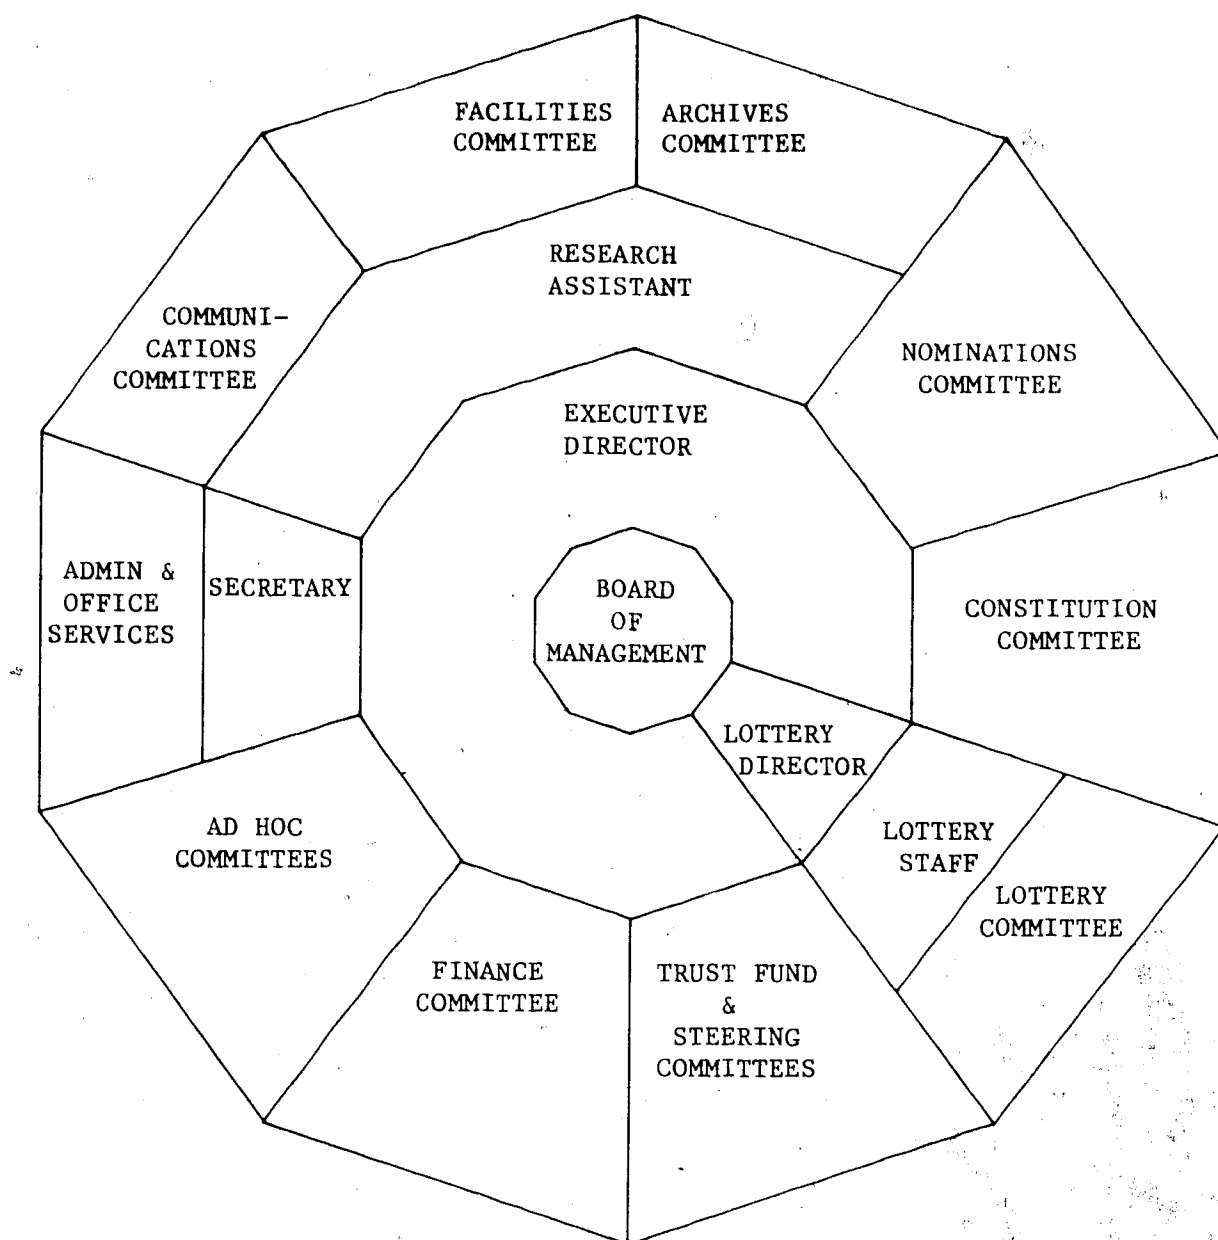 FACILITIES
COMMITTEE
ARCHIVES
COMMITTEE
RESEARCH
ASSISTANT
COMMUNI-
CATIONS
COMMITTEE
NOMINATIONS
COMMITTEE
EXECUTIVE
DIRECTOR
ADMIN &
OFFICE
SERVICES
SECRETARY
BOARD
OF
MANAGEMENT
CONSTITUTION
COMMITTEE
LOTTERY
DIRECTOR
AD HOC
COMMITTEES
LOTTERY
STAFF
LOTTERY
COMMITTEE
FINANCE
COMMITTEE
TRUST FUND
&
STEERING
COMMITTEES